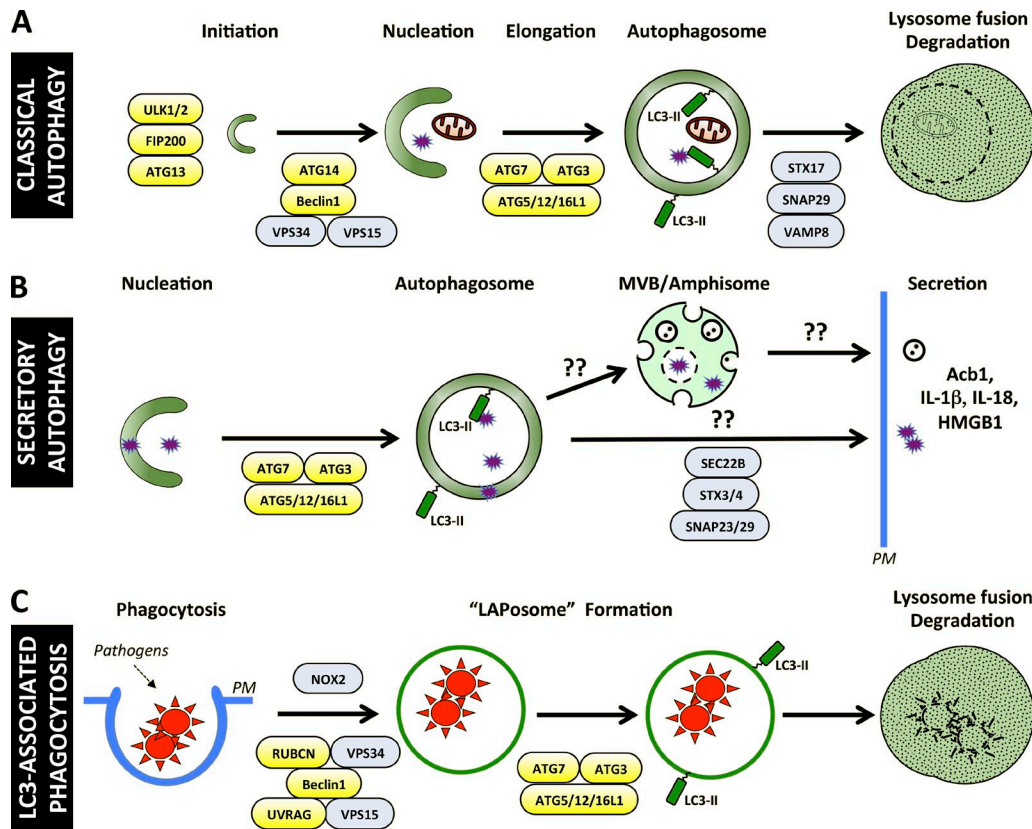 A
CLASSICAL
AUTOPHAGY
Initiation
Nucleation
Elongation
Autophagosome
Lysosome fusion
Degradation
ULK1/2
FIP200
ATG13
ATG14
Beclin1
VPS34
VPS15
ATG7
ATG3
ATG5/12/16L1
LC3-II
LC3-II
STX17
SNAP29
VAMP8
B
SECRETORY
AUTOPHAGY
Nucleation
Autophagosome
MVB/Amphisome
Secretion
ATG7
ATG3
ATG5/12/16L1
LC3-II
LC3-II
??
??
??
SEC22B
STX3/4
SNAP23/29
Acb1,
IL-1β, IL-18,
HMGB1
PM
C
LC3-ASSOCIATED
PHAGOCYTOSIS
Phagocytosis
“LAPosome” Formation
Lysosome fusion
Degradation
Pathogens
PM
NOX2
RUBCN
VPS34
Beclin1
UVRAG
VPS15
ATG7
ATG3
ATG5/12/16L1
LC3-II
LC3-II